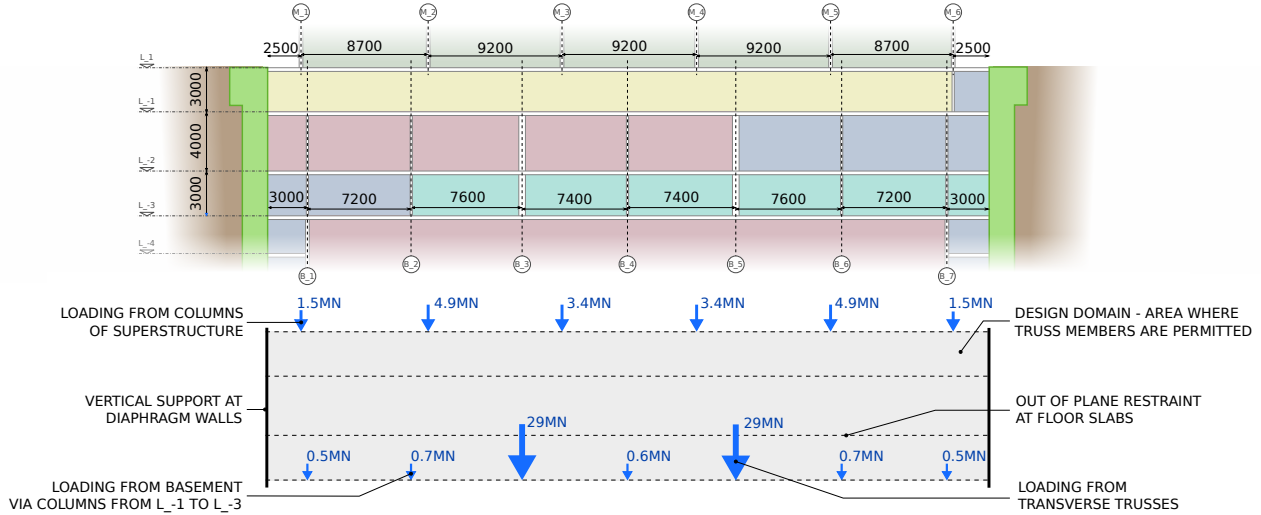 M_1 M_2 M_3 M_4 M_5 M_6
2500 8700 9200 9200 9200 8700 2500
L_1
3000
L_-1
4000
L_-2
3000
3000 7200 7600 7400 7400 7600 7200 3000
L_-3
L_-4
B_1 B_2 B_3 B_4 B_5 B_6 B_7
1.5MN 4.9MN 3.4MN 3.4MN 4.9MN 1.5MN
LOADING FROM COLUMNS
OF SUPERSTRUCTURE
DESIGN DOMAIN - AREA WHERE
TRUSS MEMBERS ARE PERMITTED
VERTICAL SUPPORT AT
DIAPHRAGM WALLS
OUT OF PLANE RESTRAINT
AT FLOOR SLABS
29MN 29MN
0.5MN 0.7MN 0.6MN 0.7MN 0.5MN
LOADING FROM BASEMENT
VIA COLUMNS FROM L_-1 TO L_-3
LOADING FROM
TRANSVERSE TRUSSES